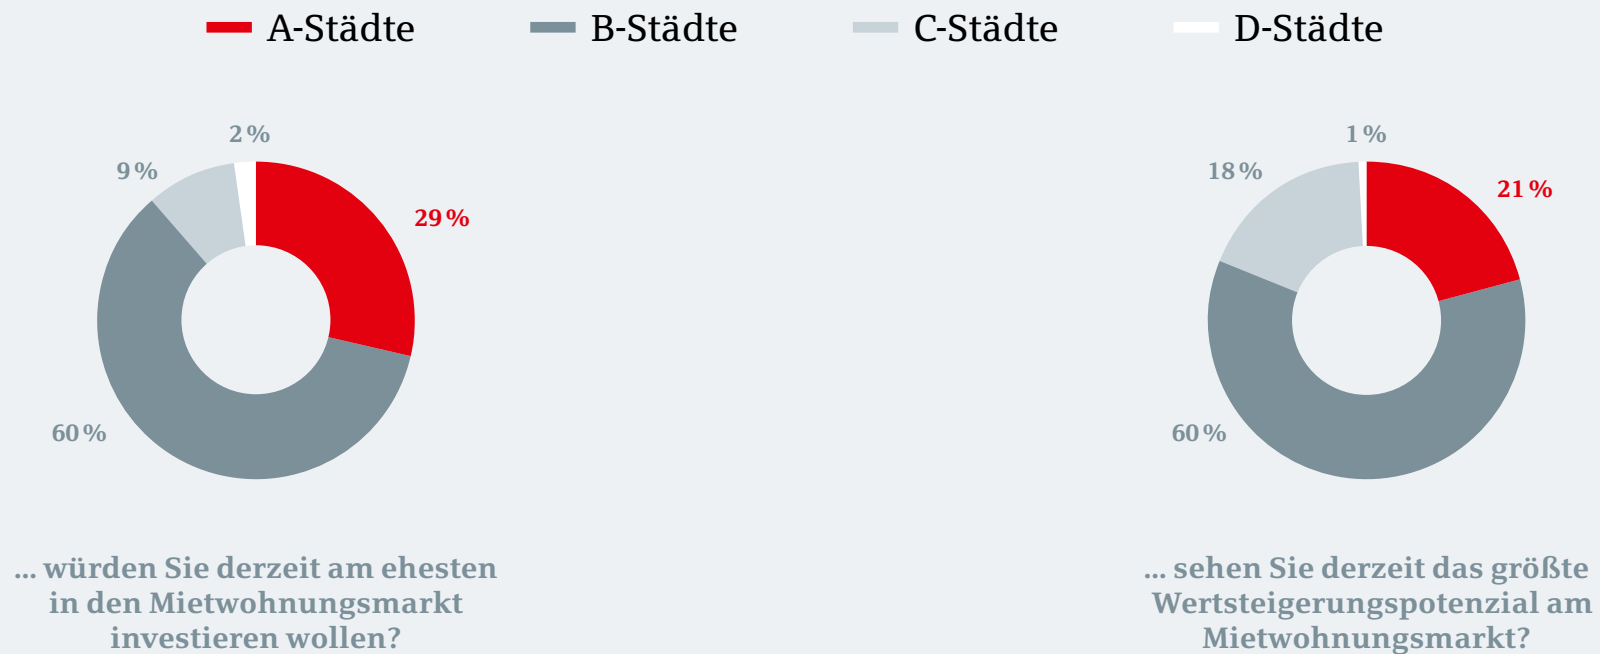 A-Städte B-Städte C-Städte D-Städte
2 %
9 %
29 %
60 %
... würden Sie derzeit am ehesten
in den Mietwohnungsmarkt
investieren wollen?
1 %
18 %
21 %
60 %
... sehen Sie derzeit das größte
Wertsteigerungspotenzial am
Mietwohnungsmarkt?